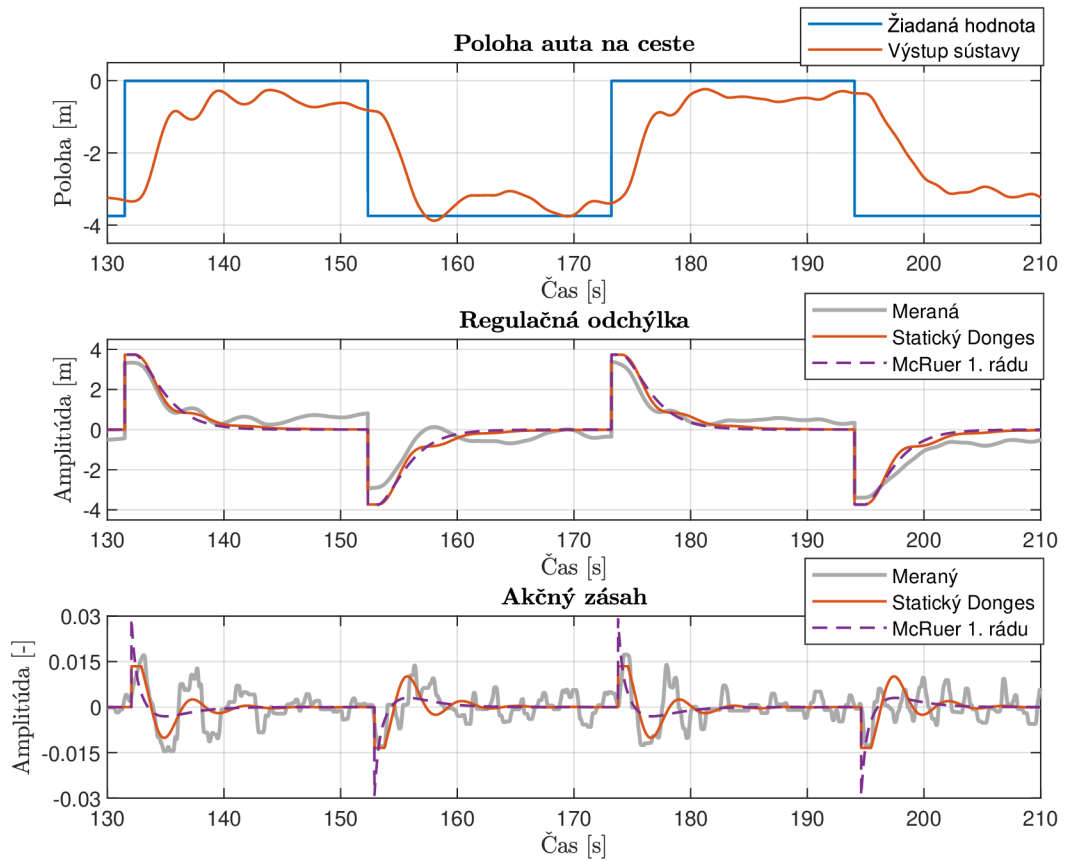 Poloha auta na ceste
Žiadaná hodnota
Výstup sústavy
Poloha [m]
0
-2
-4
130 140 150 160 170 180 190 200 210
Čas [s]
Regulačná odchýlka
Meraná
Statický Donges
McRuer 1. rádu
Amplitúda [m]
4
2
0
-2
-4
130 140 150 160 170 180 190 200 210
Čas [s]
Akčný zásah
Meraný
Statický Donges
McRuer 1. rádu
Amplitúda [-]
0.03
0.015
0
-0.015
-0.03
130 140 150 160 170 180 190 200 210
Čas [s]